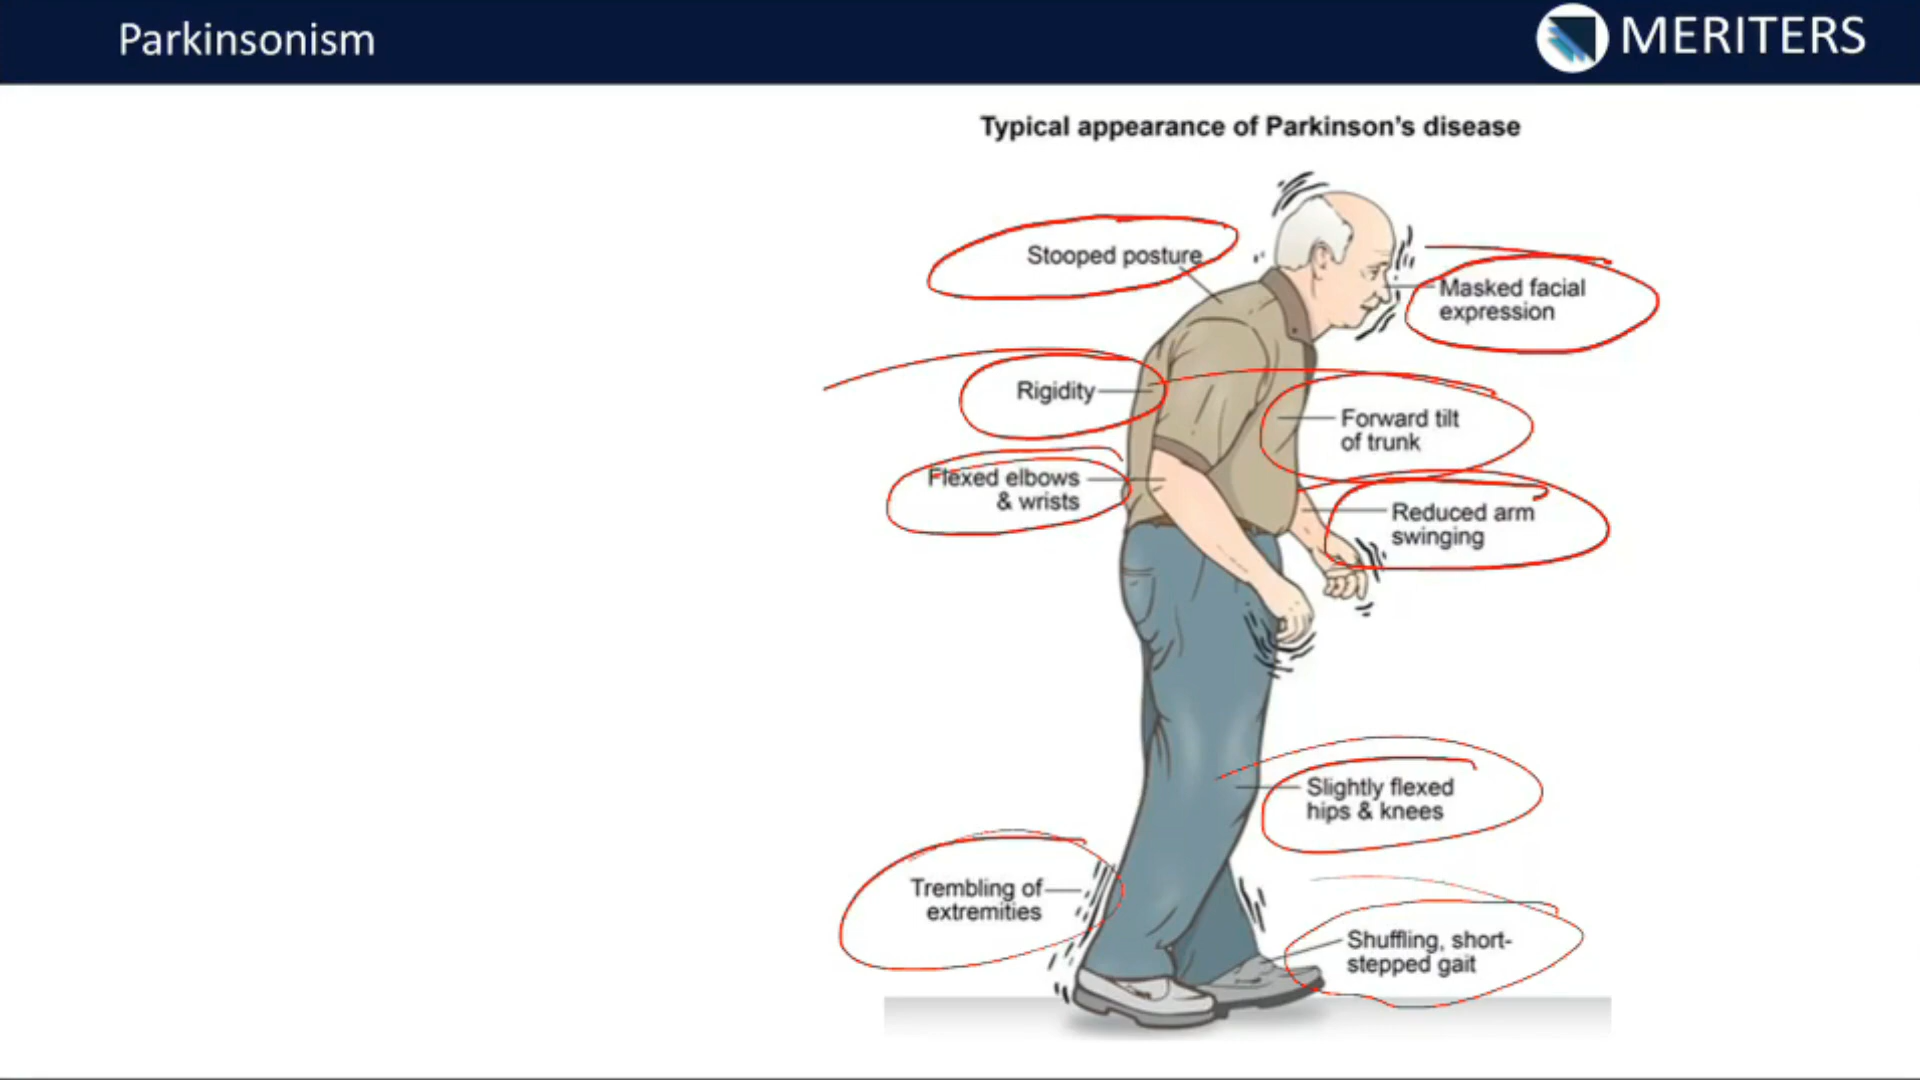 Parkinsonism
MERITERS
Typical appearance of Parkinson's disease
Stooped posture
Masked facial
expression
Rigidity
Forward tilt
of trunk
Flexed elbows
& wrists
Reduced arm
swinging
Slightly flexed
hips & knees
Trembling of
extremities
Shuffling, short-
stepped gait